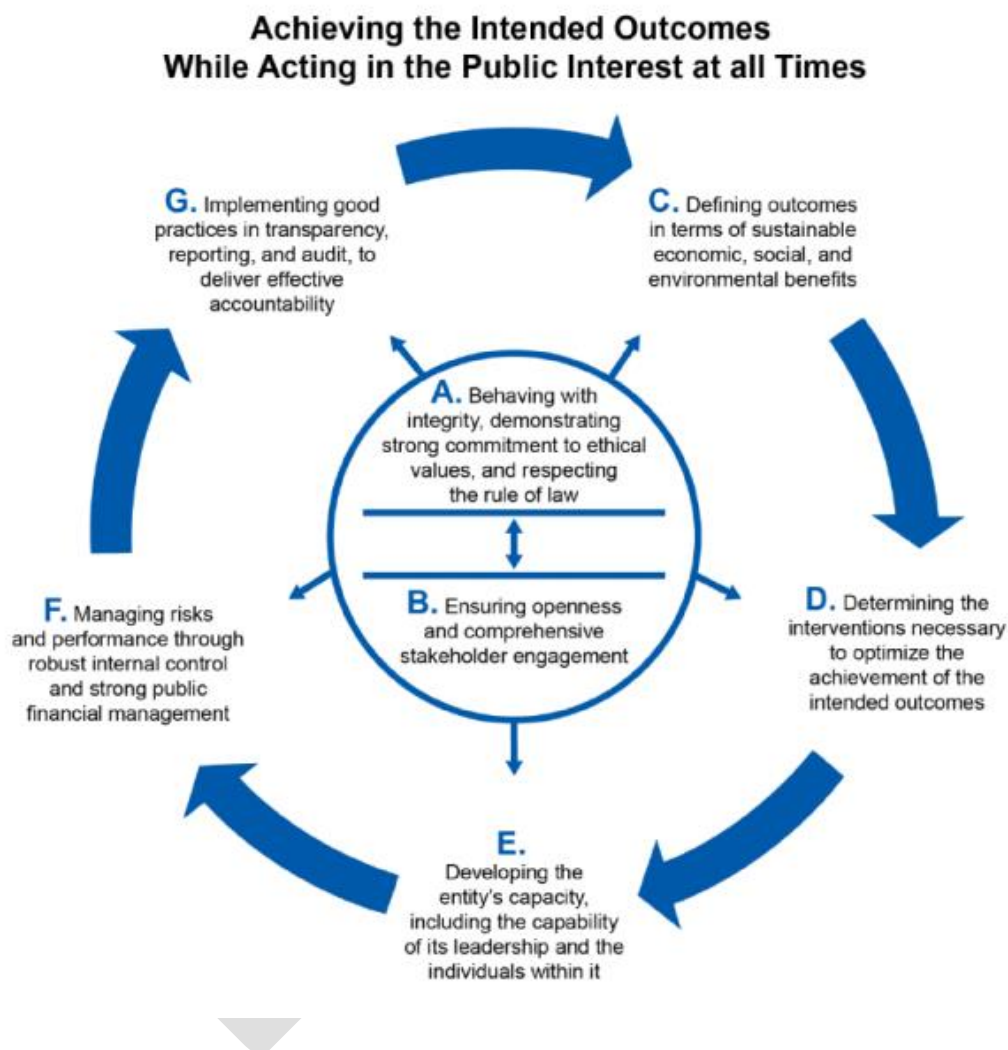 Achieving the Intended Outcomes
While Acting in the Public Interest at all Times
G. Implementing good
practices in transparency,
reporting, and audit, to
deliver effective
accountability
C. Defining outcomes
in terms of sustainable
economic, social, and
environmental benefits
A. Behaving with
integrity, demonstrating
strong commitment to ethical
values, and respecting
the rule of law
B. Ensuring openness
and comprehensive
stakeholder engagement
F. Managing risks
and performance through
robust internal control
and strong public
financial management
D. Determining the
interventions necessary
to optimize the
achievement of the
intended outcomes
E.
Developing the
entity's capacity,
including the capability
of its leadership and the
individuals within it